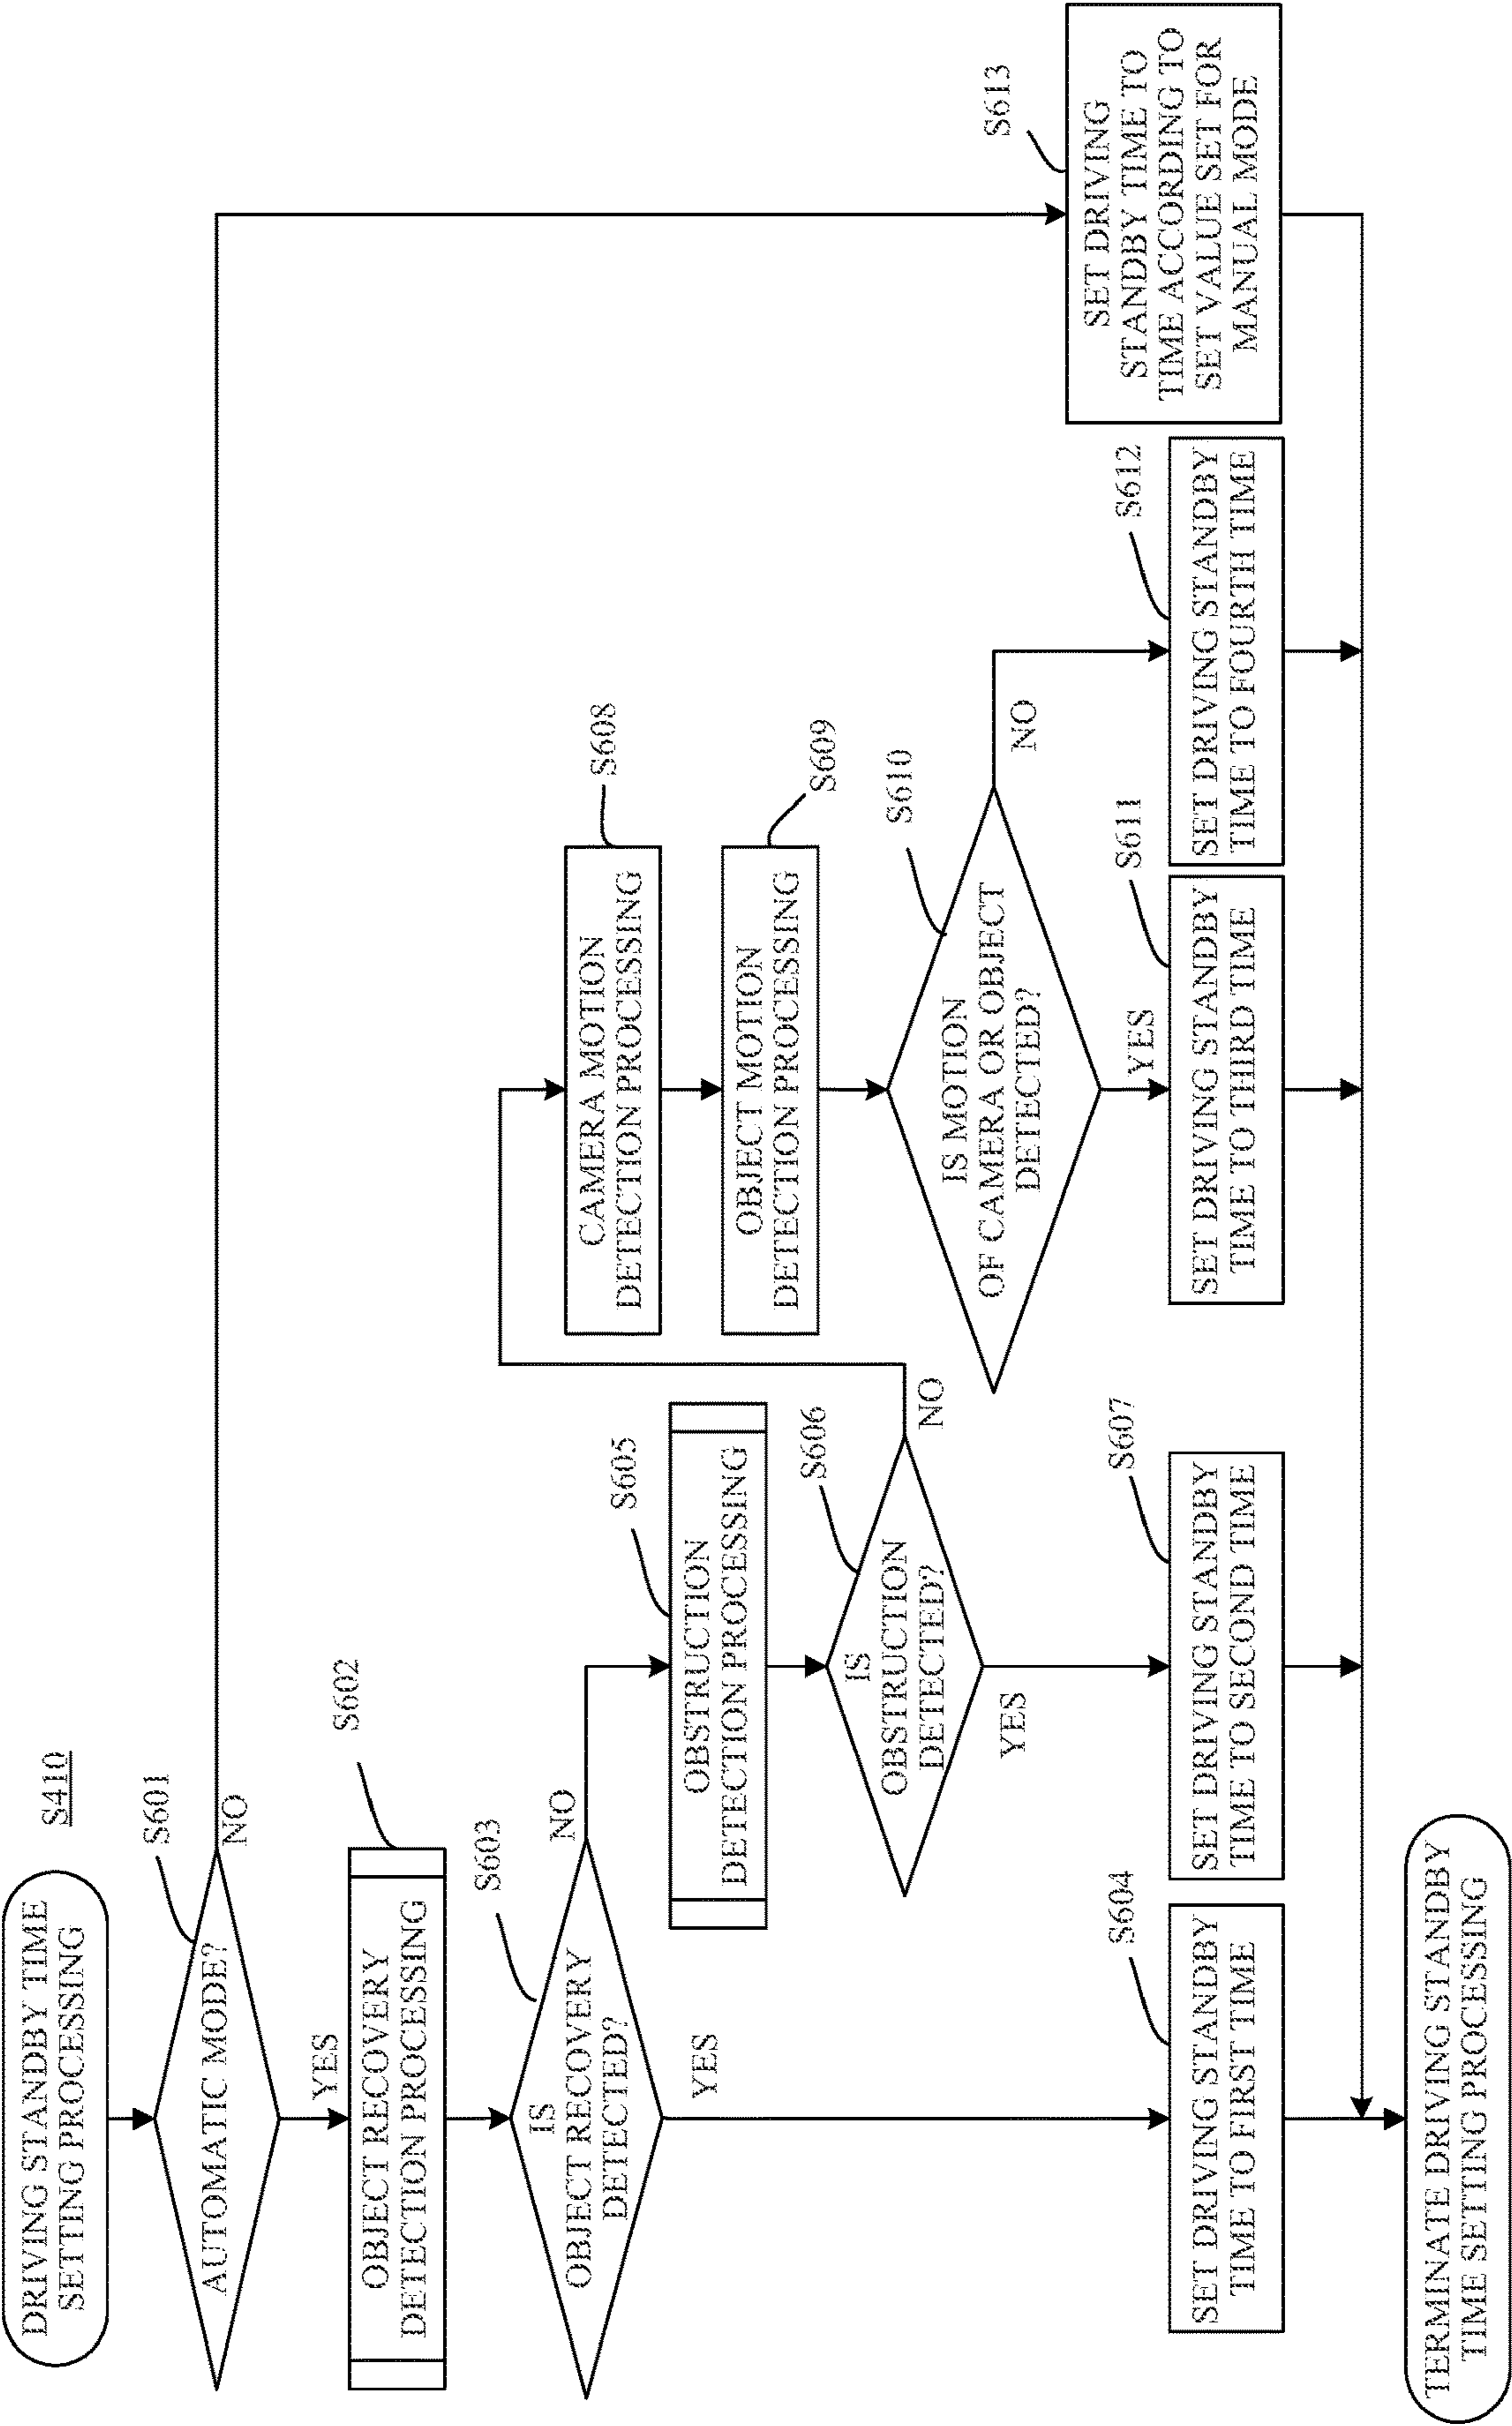 DRIVING STANDBY TIME
SETTING PROCESSING
S410
S601
AUTOMATIC MODE?
NO
YES
S602
OBJECT RECOVERY
DETECTION PROCESSING
S603
IS
OBJECT RECOVERY
DETECTED?
NO
YES
S604
SET DRIVING STANDBY
TIME TO FIRST TIME
S605
OBSTRUCTION
DETECTION PROCESSING
S606
IS
OBSTRUCTION
DETECTED?
NO
YES
S607
SET DRIVING STANDBY
TIME TO SECOND TIME
S608
CAMERA MOTION
DETECTION PROCESSING
S609
OBJECT MOTION
DETECTION PROCESSING
S610
IS MOTION
OF CAMERA OR OBJECT
DETECTED?
NO
YES
S611
SET DRIVING STANDBY
TIME TO THIRD TIME
S612
SET DRIVING STANDBY
TIME TO FOURTH TIME
S613
SET DRIVING
STANDBY TIME TO
TIME ACCORDING TO
SET VALUE SET FOR
MANUAL MODE
TERMINATE DRIVING STANDBY
TIME SETTING PROCESSING